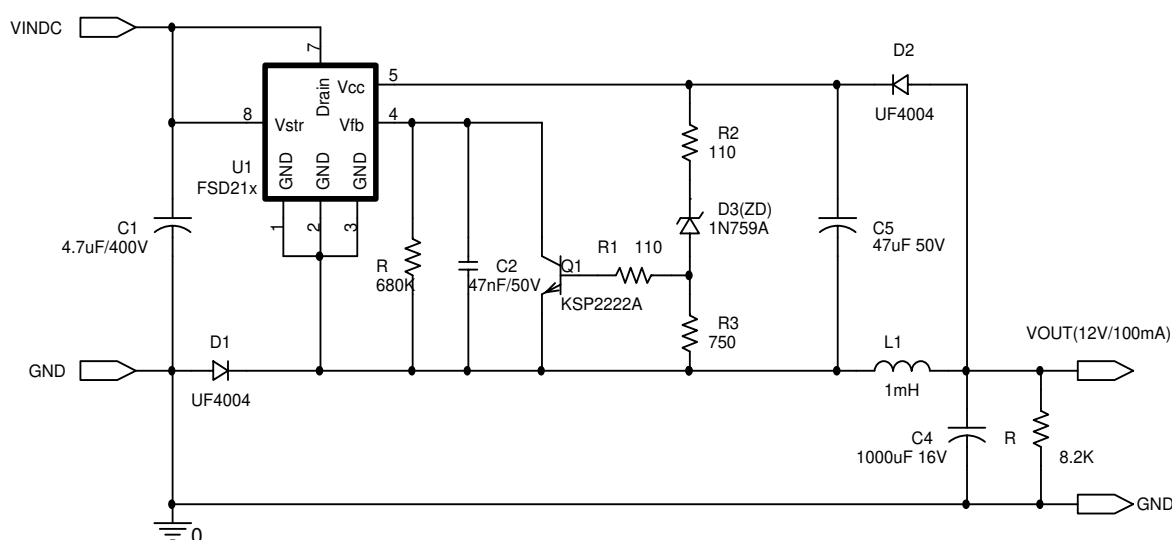 VINDC
7
Drain
Vcc
5
D2
UF4004
8
Vstr
Vfb
4
U1
FSD21x
GND
GND
GND
1
2
3
R2
110
D3(ZD)
1N759A
C1
4.7uF/400V
R
680K
C2
47nF/50V
Q1
KSP2222A
R1
110
C5
47uF 50V
R3
750
GND
D1
UF4004
L1
1mH
VOUT(12V/100mA)
C4
1000uF 16V
R
8.2K
GND
0